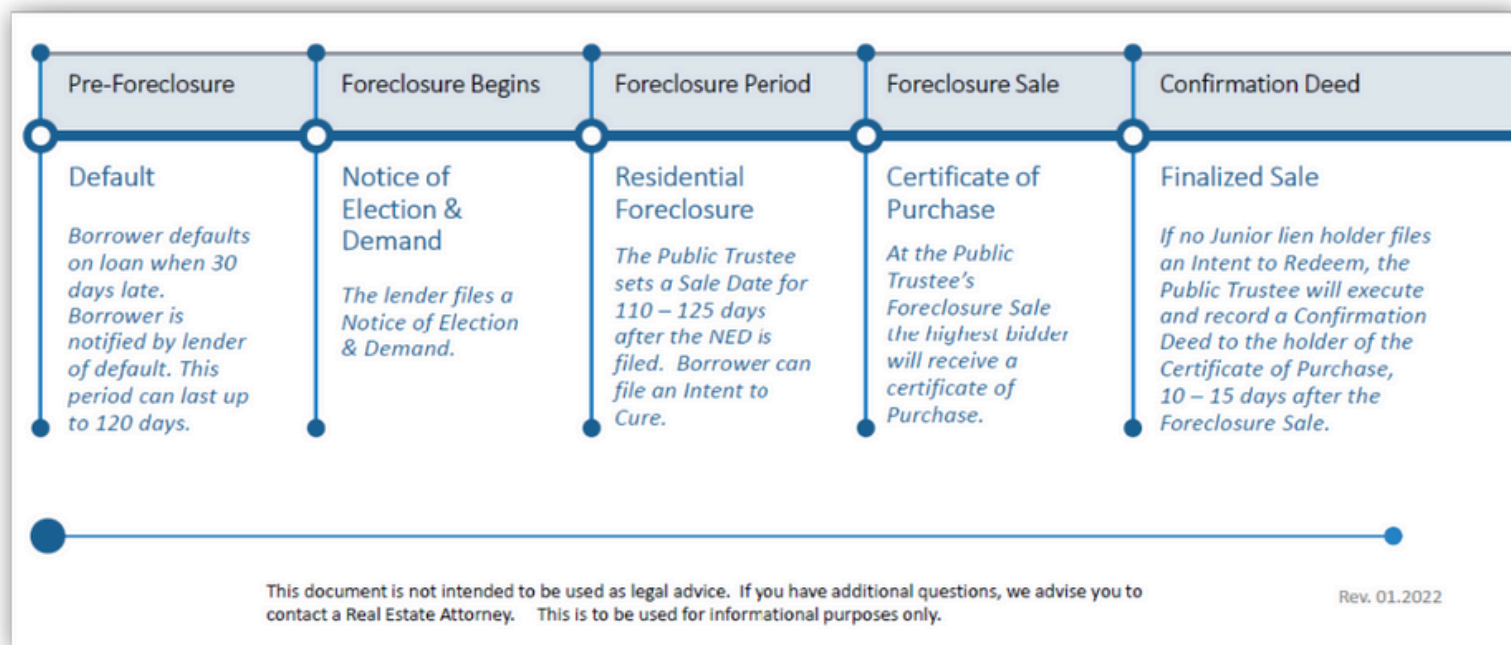 Pre-Foreclosure
Foreclosure Begins
Foreclosure Period
Foreclosure Sale
Confirmation Deed
Default
Borrower defaults
on loan when 30
days late.
Borrower is
notified by lender
of default. This
period can last up
to 120 days.
Notice of
Election &
Demand
The lender files a
Notice of Election
& Demand.
Residential
Foreclosure
The Public Trustee
sets a Sale Date for
110 – 125 days
after the NED is
filed.  Borrower can
file an Intent to
Cure.
Certificate of
Purchase
At the Public
Trustee's
Foreclosure Sale
the highest bidder
will receive a
certificate of
Purchase.
Finalized Sale
If no Junior lien holder files
an Intent to Redeem, the
Public Trustee will execute
and record a Confirmation
Deed to the holder of the
Certificate of Purchase,
10 – 15 days after the
Foreclosure Sale.
This document is not intended to be used as legal advice.  If you have additional questions, we advise you to
contact a Real Estate Attorney.    This is to be used for informational purposes only.
Rev. 01.2022